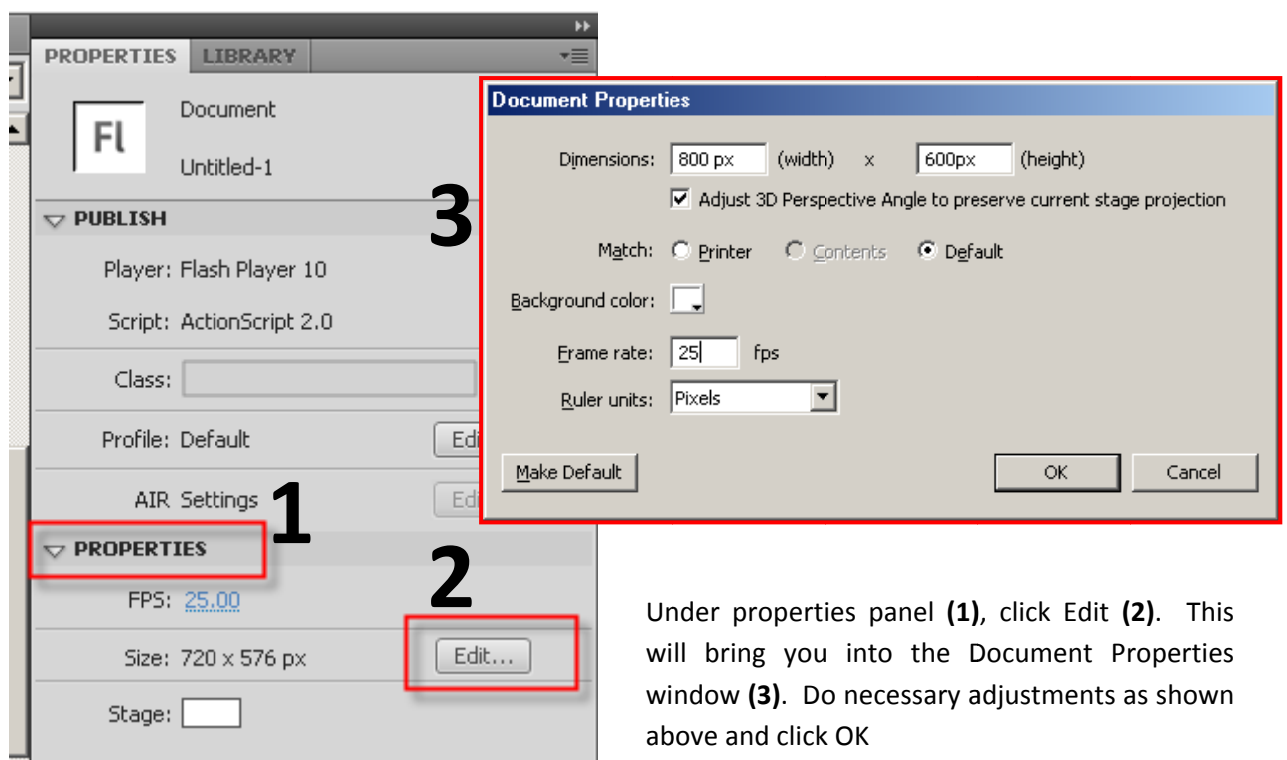 PROPERTIES LIBRARY
Fl
Document
Untitled-1
PUBLISH
Player: Flash Player 10
Script: ActionScript 2.0
Class:
Profile: Default Edi
AIR Settings Edi
1
PROPERTIES
2
FPS: 25.00
Size: 720 x 576 px Edit...
Stage:
3
Document Properties
Dimensions: 800 px (width) x 600px (height)
Adjust 3D Perspective Angle to preserve current stage projection
Match: Printer Contents Default
Background color:
Frame rate: 25 fps
Ruler units: Pixels
Make Default OK Cancel
Under properties panel (1), click Edit (2). This
will bring you into the Document Properties
window (3). Do necessary adjustments as shown
above and click OK